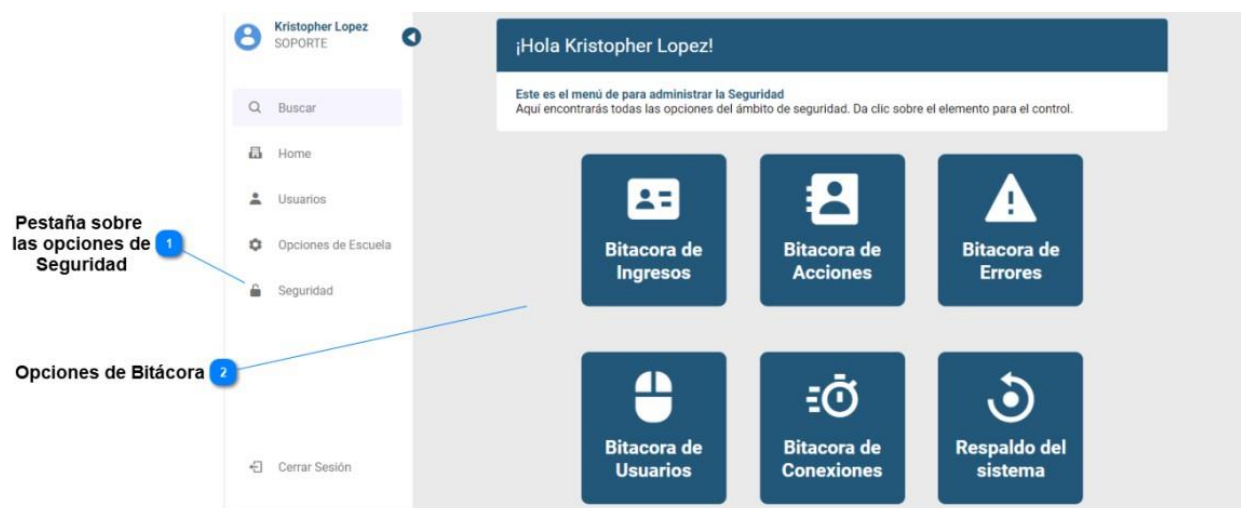 Kristopher Lopez
SOPORTE
Buscar
Home
Usuarios
Opciones de Escuela
Seguridad
Cerrar Sesión
Pestaña sobre
las opciones de
Seguridad
1
Opciones de Bitácora
2
¡Hola Kristopher Lopez!
Este es el menú de para administrar la Seguridad
Aquí encontrarás todas las opciones del ámbito de seguridad. Da clic sobre el elemento para el control.
Bitacora de
Ingresos
Bitacora de
Acciones
Bitacora de
Errores
Bitacora de
Usuarios
Bitacora de
Conexiones
Respaldo del
sistema